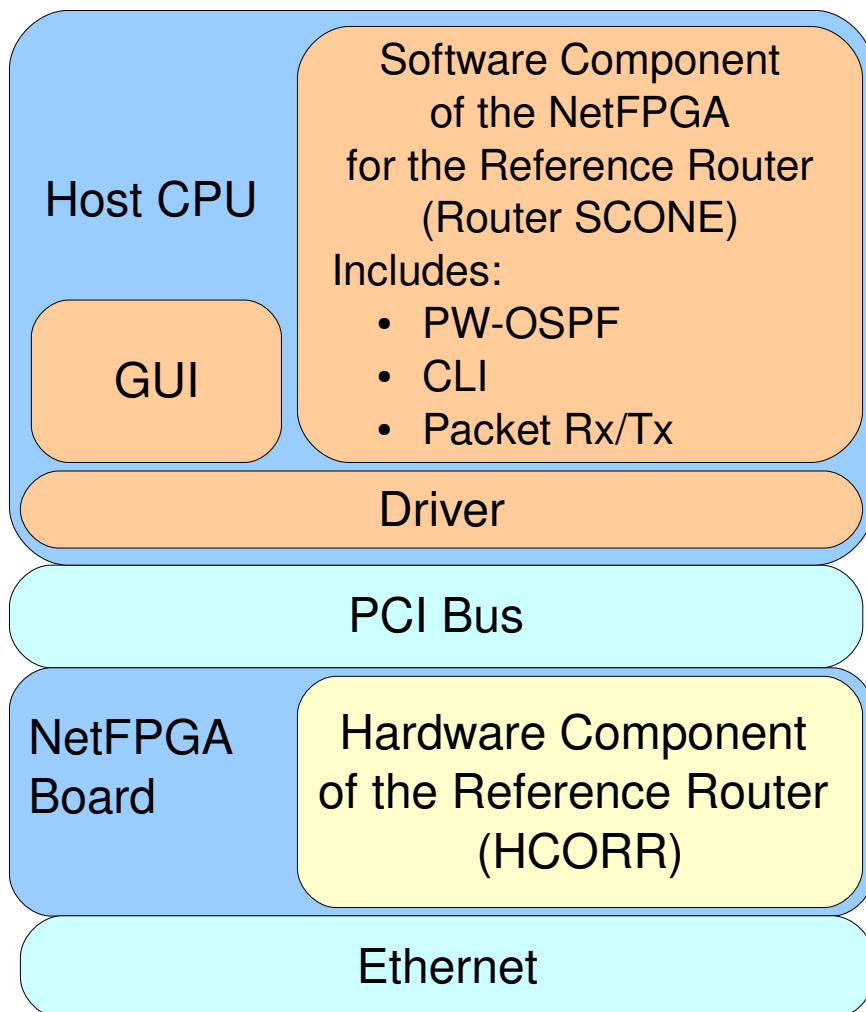 Host CPU
Software Component
of the NetFPGA
for the Reference Router
(Router SCONE)
Includes:
• PW-OSPF
• CLI
• Packet Rx/Tx
GUI
Driver
PCI Bus
NetFPGA
Board
Hardware Component
of the Reference Router
(HCORR)
Ethernet